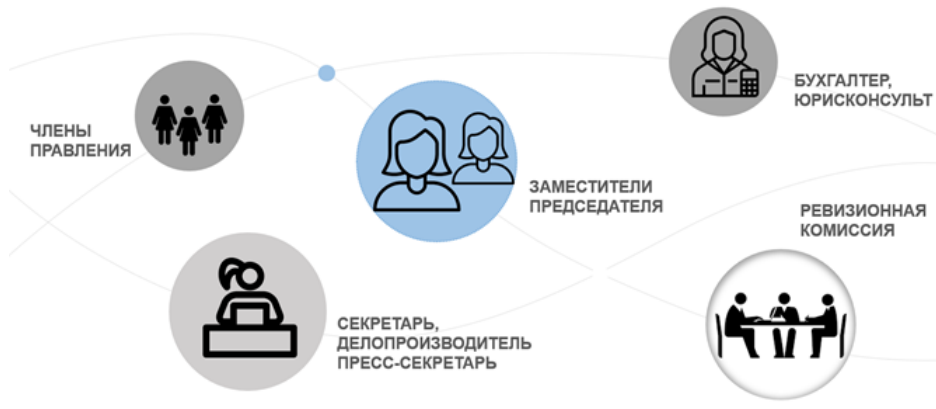 ЧЛЕНЫ
ПРАВЛЕНИЯ
ЗАМЕСТИТЕЛИ
ПРЕДСЕДАТЕЛЯ
БУХГАЛТЕР,
ЮРИСКОНСУЛЬТ
СЕКРЕТАРЬ,
ДЕЛОПРОИЗВОДИТЕЛЬ
ПРЕСС-СЕКРЕТАРЬ
РЕВИЗИОННАЯ
КОМИССИЯ